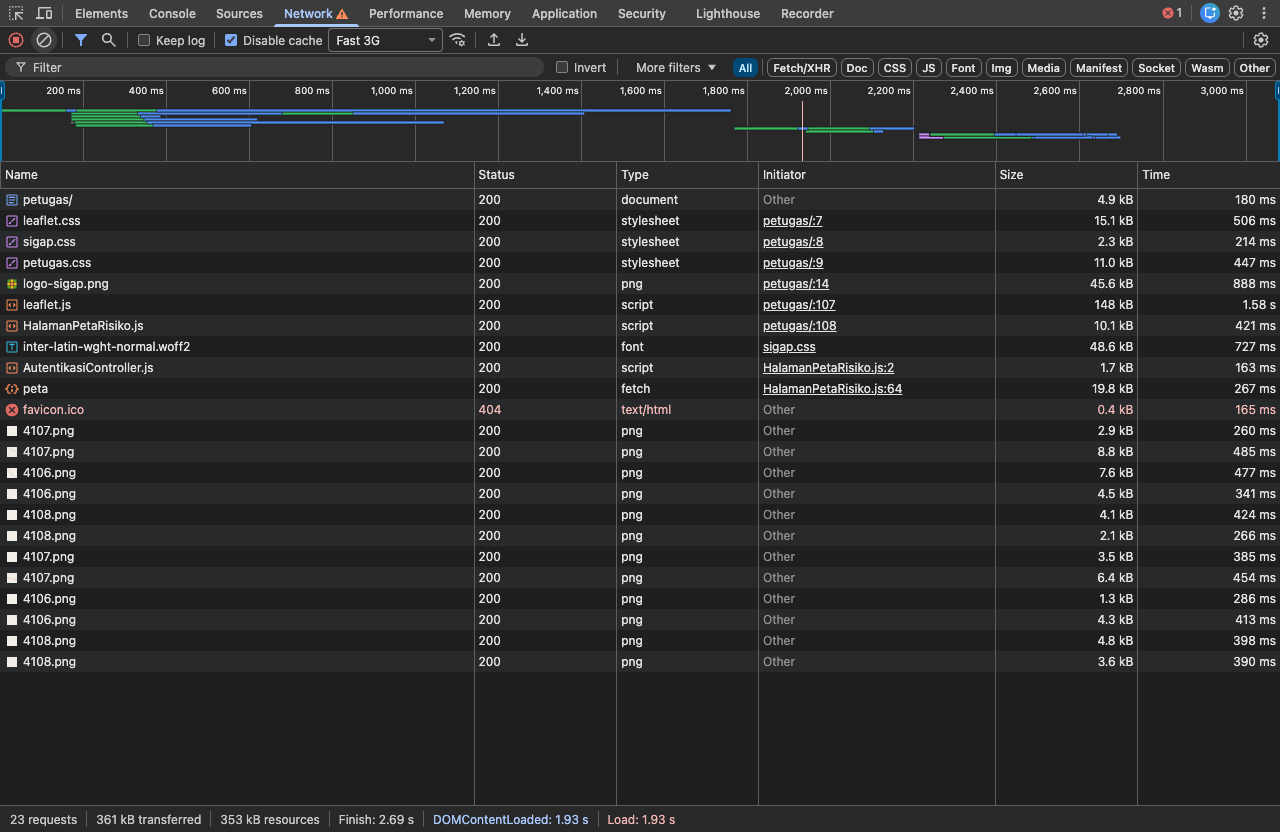 Elements Console Sources Network Performance Memory Application Security Lighthouse Recorder 1
Keep log Disable cache Fast 3G
Filter Invert More filters All Fetch/XHR Doc CSS JS Font Img Media Manifest Socket Wasm Other
200 ms 400 ms 600 ms 800 ms 1,000 ms 1,200 ms 1,400 ms 1,600 ms 1,800 ms 2,000 ms 2,200 ms 2,400 ms 2,600 ms 2,800 ms 3,000 ms
Name Status Type Initiator Size Time
petugas/ 200 document Other 4.9 kB 180 ms
leaflet.css 200 stylesheet petugas/:7 15.1 kB 506 ms
sigap.css 200 stylesheet petugas/:8 2.3 kB 214 ms
petugas.css 200 stylesheet petugas/:9 11.0 kB 447 ms
logo-sigap.png 200 png petugas/:14 45.6 kB 888 ms
leaflet.js 200 script petugas/:107 148 kB 1.58 s
HalamanPetaRisiko.js 200 script petugas/:108 10.1 kB 421 ms
inter-latin-wght-normal.woff2 200 font sigap.css 48.6 kB 727 ms
AutentikasiController.js 200 script HalamanPetaRisiko.js:2 1.7 kB 163 ms
peta 200 fetch HalamanPetaRisiko.js:64 19.8 kB 267 ms
favicon.ico 404 text/html Other 0.4 kB 165 ms
4107.png 200 png Other 2.9 kB 260 ms
4107.png 200 png Other 8.8 kB 485 ms
4106.png 200 png Other 7.6 kB 477 ms
4106.png 200 png Other 4.5 kB 341 ms
4108.png 200 png Other 4.1 kB 424 ms
4108.png 200 png Other 2.1 kB 266 ms
4107.png 200 png Other 3.5 kB 385 ms
4107.png 200 png Other 6.4 kB 454 ms
4106.png 200 png Other 1.3 kB 286 ms
4106.png 200 png Other 4.3 kB 413 ms
4108.png 200 png Other 4.8 kB 398 ms
4108.png 200 png Other 3.6 kB 390 ms
23 requests 361 kB transferred 353 kB resources Finish: 2.69 s DOMContentLoaded: 1.93 s Load: 1.93 s